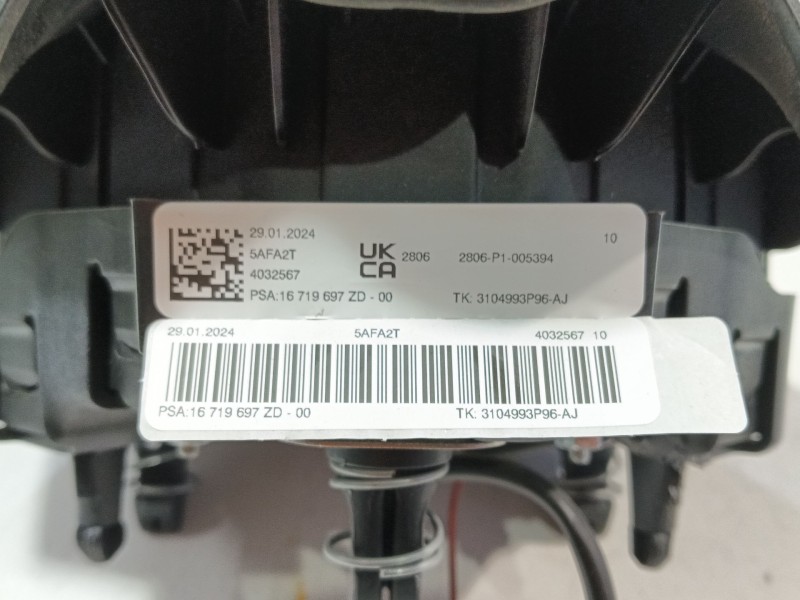 29.01.2024
10
5AFA2T
UK
CA
2806
2806-P1-005394
4032567
PSA:16 719 697 ZD - 00
TK: 3104993P96-AJ
29.01.2024 5AFA2T 4032567 10
PSA:16 719 697 ZD - 00 TK: 3104993P96-AJ